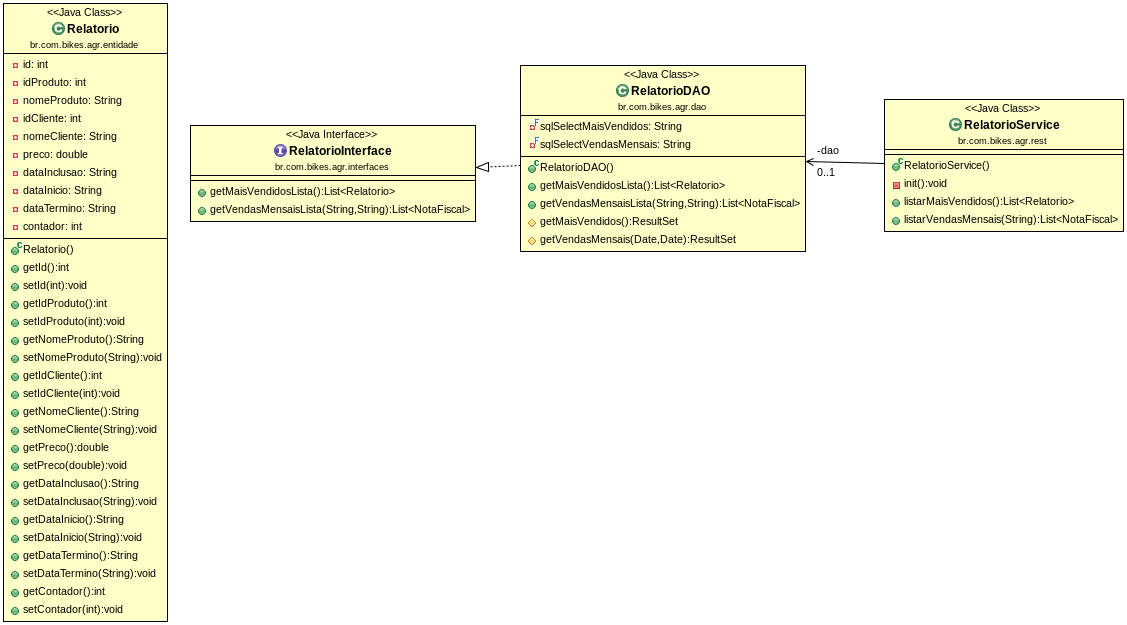 <<Java Class>>
Relatorio
br.com.bikes.agr.entidade
id: int
idProduto: int
nomeProduto: String
idCliente: int
nomeCliente: String
preco: double
dataInclusao: String
dataInicio: String
dataTermino: String
contador: int
Relatorio()
getId():int
setId(int):void
getIdProduto():int
setIdProduto(int):void
getNomeProduto():String
setNomeProduto(String):void
getIdCliente():int
setIdCliente(int):void
getNomeCliente():String
setNomeCliente(String):void
getPreco():double
setPreco(double):void
getDataInclusao():String
setDataInclusao(String):void
getDataInicio():String
setDataInicio(String):void
getDataTermino():String
setDataTermino(String):void
getContador():int
setContador(int):void
<<Java Interface>>
RelatorioInterface
br.com.bikes.agr.interfaces
getMaisVendidosLista():List<Relatorio>
getVendasMensaisLista(String,String):List<NotaFiscal>
<<Java Class>>
RelatorioDAO
br.com.bikes.agr.dao
sqlSelectMaisVendidos: String
sqlSelectVendasMensais: String
RelatorioDAO()
getMaisVendidosLista():List<Relatorio>
getVendasMensaisLista(String,String):List<NotaFiscal>
getMaisVendidos():ResultSet
getVendasMensais(Date,Date):ResultSet
-dao
0..1
<<Java Class>>
RelatorioService
br.com.bikes.agr.rest
RelatorioService()
init():void
listarMaisVendidos():List<Relatorio>
listarVendasMensais(String):List<NotaFiscal>